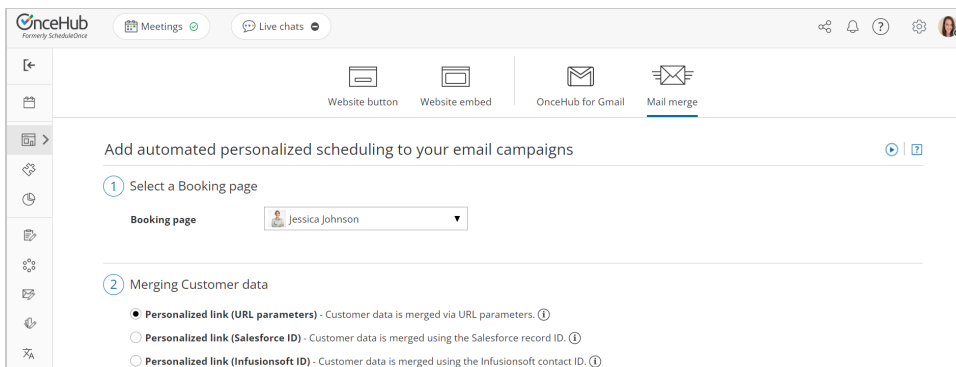 OnceHub
Formerly ScheduleOnce
Meetings
Live chats
?
Website button
Website embed
OnceHub for Gmail
Mail merge
Add automated personalized scheduling to your email campaigns
?
1 Select a Booking page
Booking page
Jessica Johnson
2 Merging Customer data
Personalized link (URL parameters) - Customer data is merged via URL parameters. i
Personalized link (Salesforce ID) - Customer data is merged using the Salesforce record ID. i
Personalized link (Infusionsoft ID) - Customer data is merged using the Infusionsoft contact ID. i